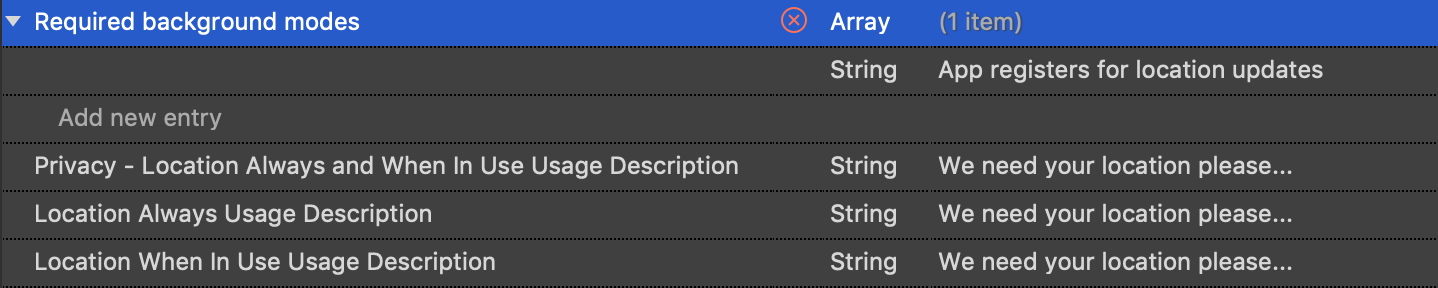 Required background modes Array (1 item)
String App registers for location updates
Add new entry
Privacy - Location Always and When In Use Usage Description String We need your location please...
Location Always Usage Description String We need your location please...
Location When In Use Usage Description String We need your location please...